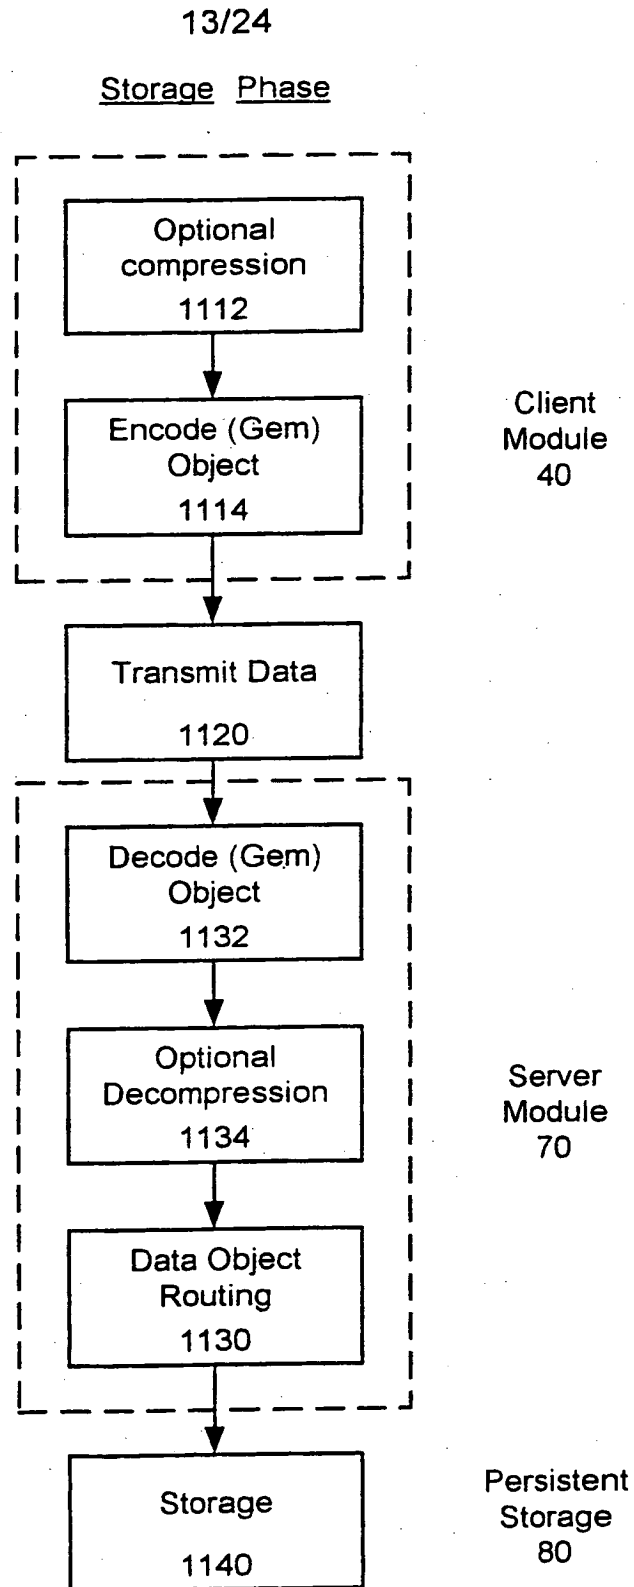 13/24
Storage Phase
Optional
compression
1112
Encode (Gem)
Object
1114
Client
Module
40
Transmit Data
1120
Decode (Gem)
Object
1132
Optional
Decompression
1134
Server
Module
70
Data Object
Routing
1130
Storage
1140
Persistent
Storage
80